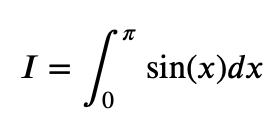 I = ∫₀^π sin(x)dx